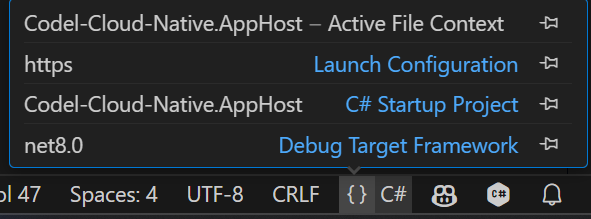 Codel-Cloud-Native.AppHost – Active File Context
https Launch Configuration
Codel-Cloud-Native.AppHost C# Startup Project
net8.0 Debug Target Framework
ol 47 Spaces: 4 UTF-8 CRLF { } C# C#